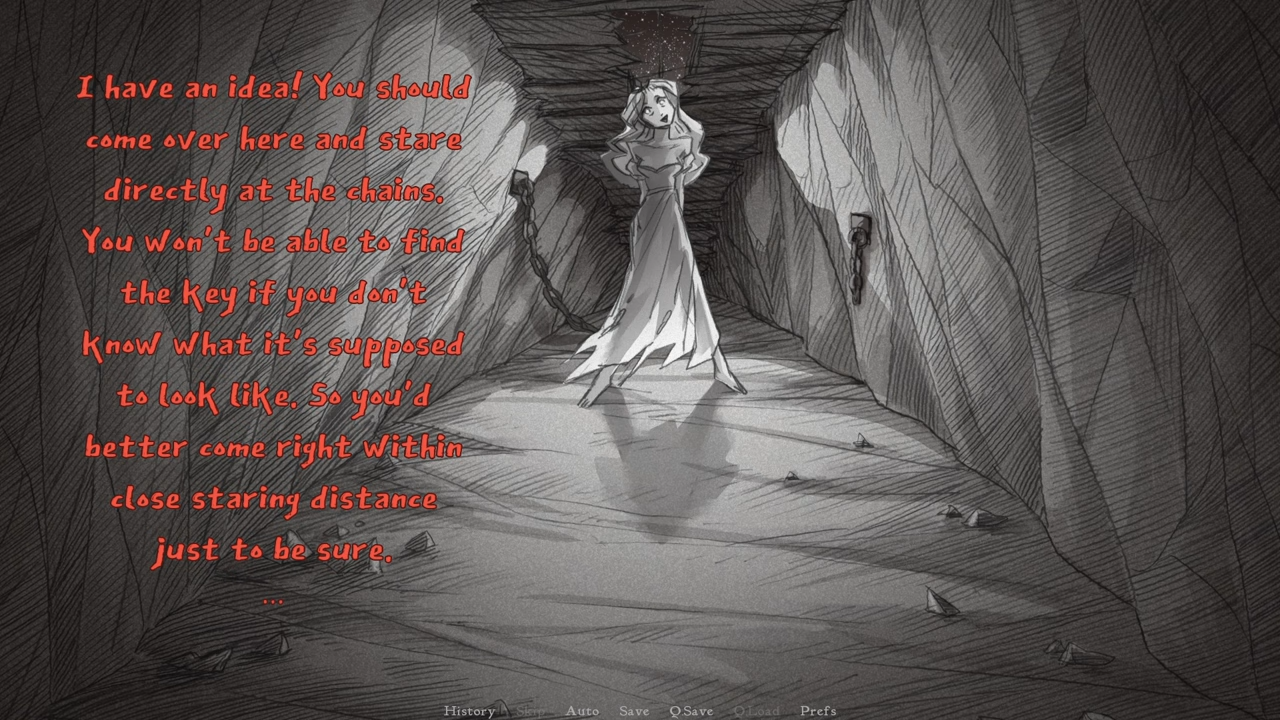 I have an idea! You should
come over here and stare
directly at the chains.
You won't be able to find
the key if you don't
know what it's supposed
to look like. So you'd
better come right within
close staring distance
just to be sure.
...
History Skip Auto Save Q.Save Q.Load Prefs